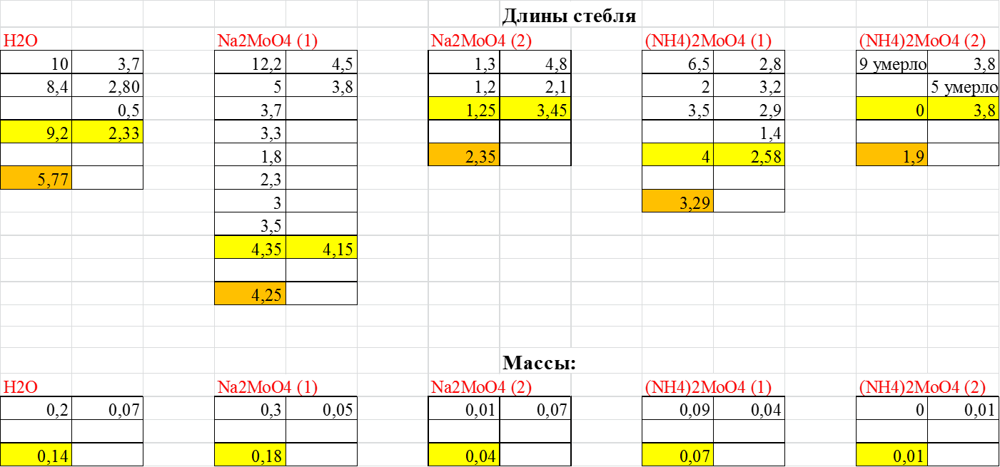 Длины стебля
H2O Na2MoO4 (1) Na2MoO4 (2) (NH4)2MoO4 (1) (NH4)2MoO4 (2)
10 3,7 12,2 4,5 1,3 4,8 6,5 2,8 9 умерло 3,8
8,4 2,80 5 3,8 1,2 2,1 2 3,2 5 умерло
0,5 3,7 1,25 3,45 3,5 2,9 0 3,8
9,2 2,33 3,3 1,4
1,8 2,35 4 2,58 1,9
5,77 2,3
3 3,29
3,5
4,35 4,15
4,25
Массы:
H2O Na2MoO4 (1) Na2MoO4 (2) (NH4)2MoO4 (1) (NH4)2MoO4 (2)
0,2 0,07 0,3 0,05 0,01 0,07 0,09 0,04 0 0,01
0,14 0,18 0,04 0,07 0,01